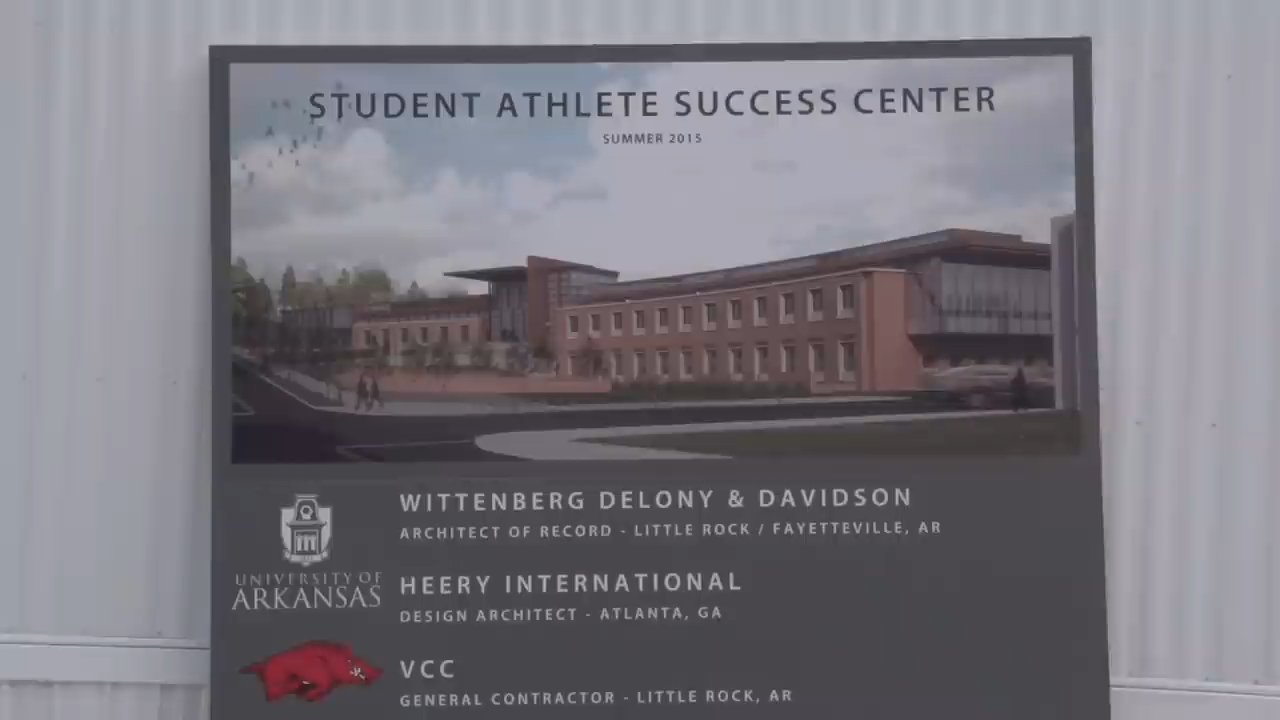 STUDENT ATHLETE SUCCESS CENTER
SUMMER 2015
WITTENBERG DELONY & DAVIDSON
ARCHITECT OF RECORD - LITTLE ROCK / FAYETTEVILLE, AR
UNIVERSITY OF
ARKANSAS
HEERY INTERNATIONAL
DESIGN ARCHITECT - ATLANTA, GA
VCC
GENERAL CONTRACTOR - LITTLE ROCK, AR